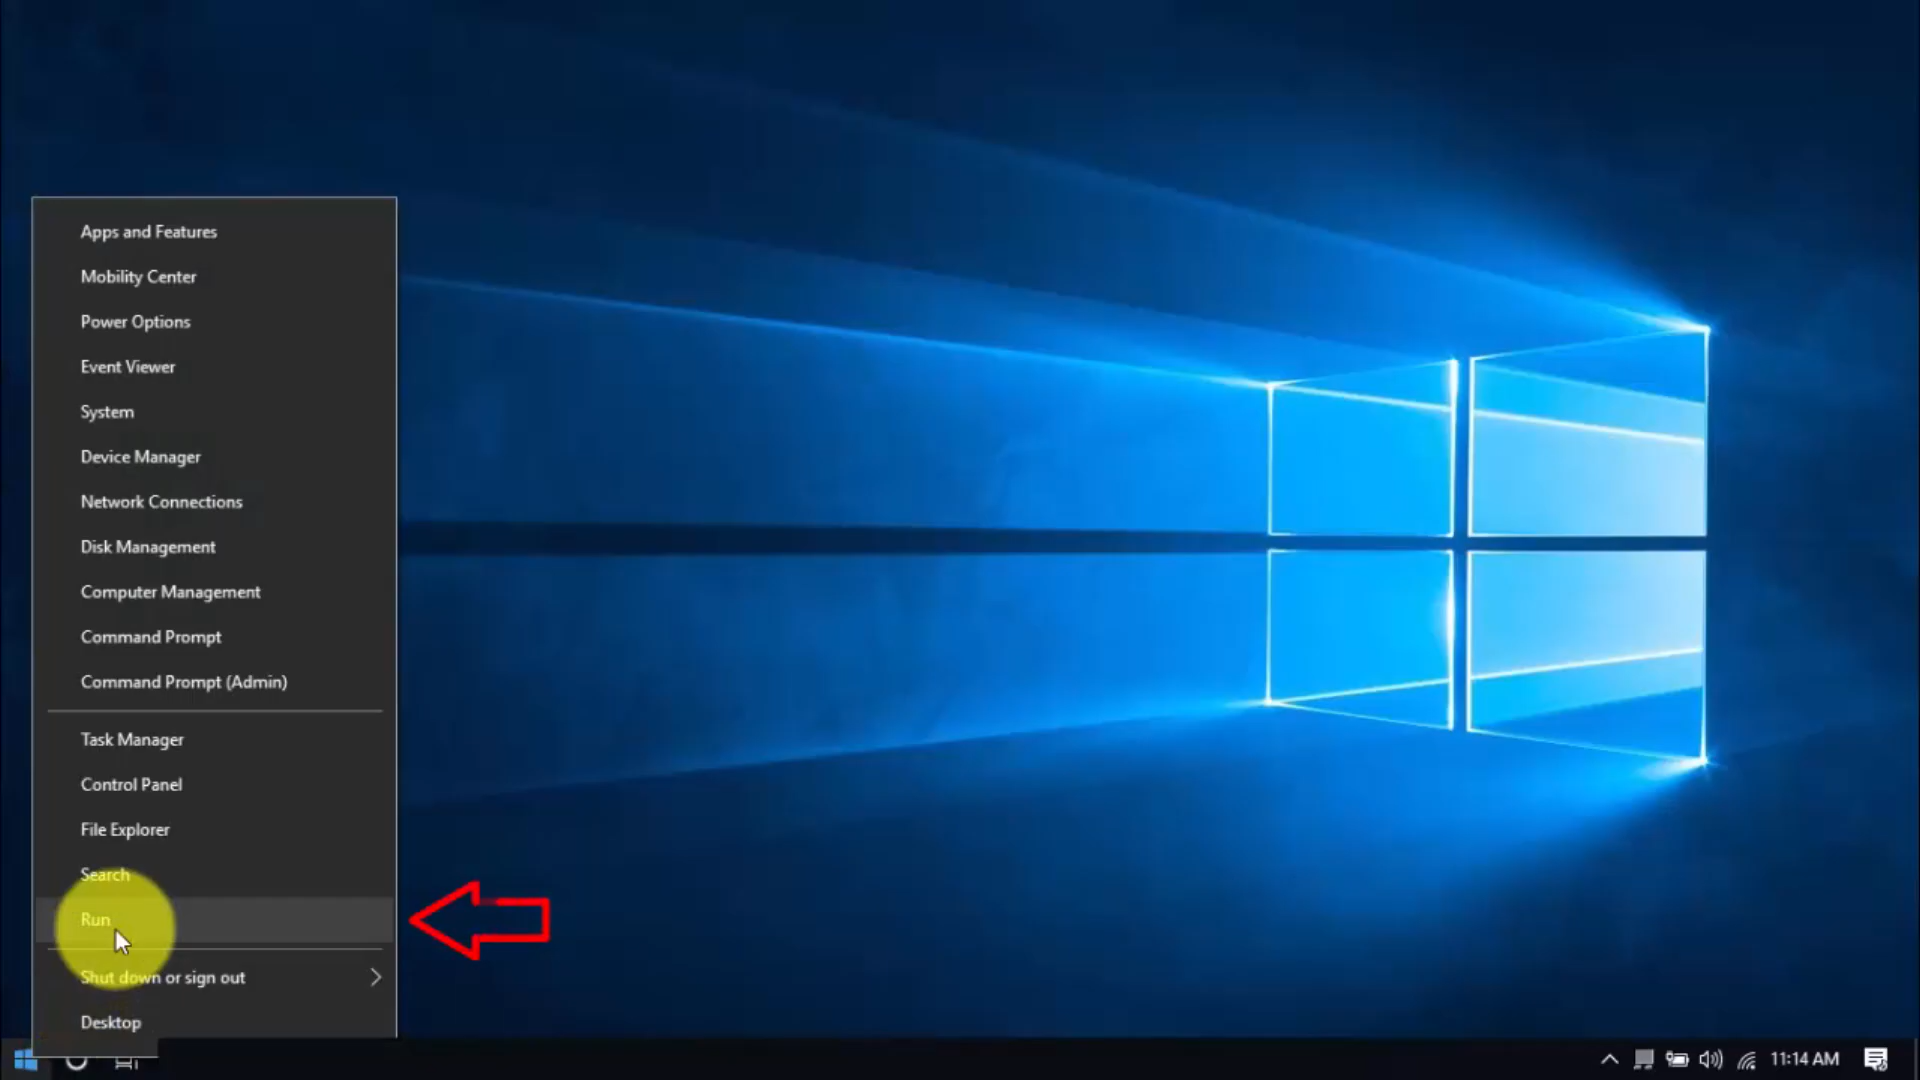 Apps and Features
Mobility Center
Power Options
Event Viewer
System
Device Manager
Network Connections
Disk Management
Computer Management
Command Prompt
Command Prompt (Admin)
Task Manager
Control Panel
File Explorer
Search
Run
Shut down or sign out
Desktop
11:14 AM